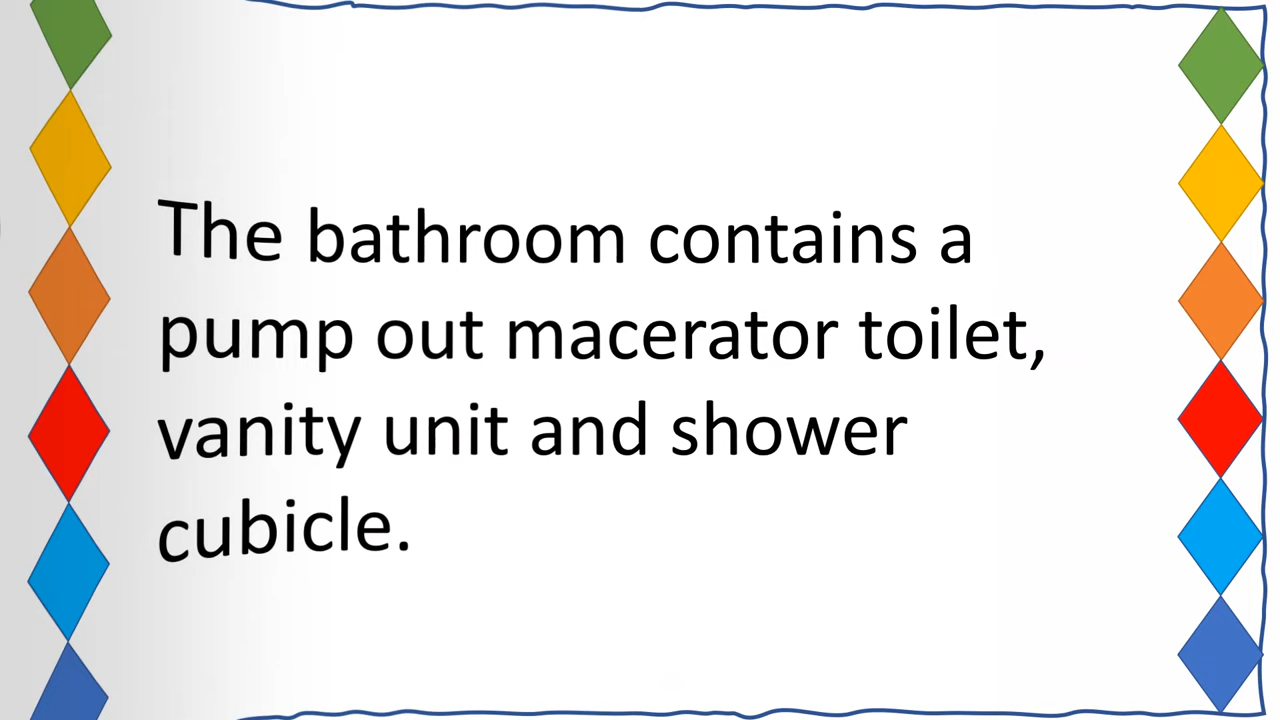 The bathroom contains a
pump out macerator toilet,
vanity unit and shower
cubicle.